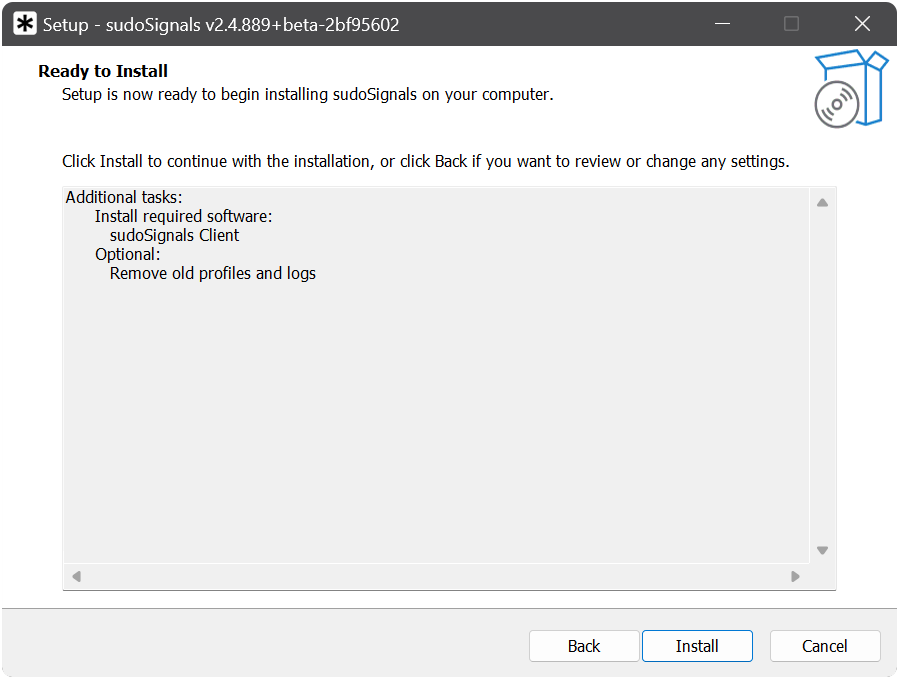 Setup - sudoSignals v2.4.889+beta-2bf95602
Ready to Install
Setup is now ready to begin installing sudoSignals on your computer.
Click Install to continue with the installation, or click Back if you want to review or change any settings.
Additional tasks:
Install required software:
sudoSignals Client
Optional:
Remove old profiles and logs
Back
Install
Cancel